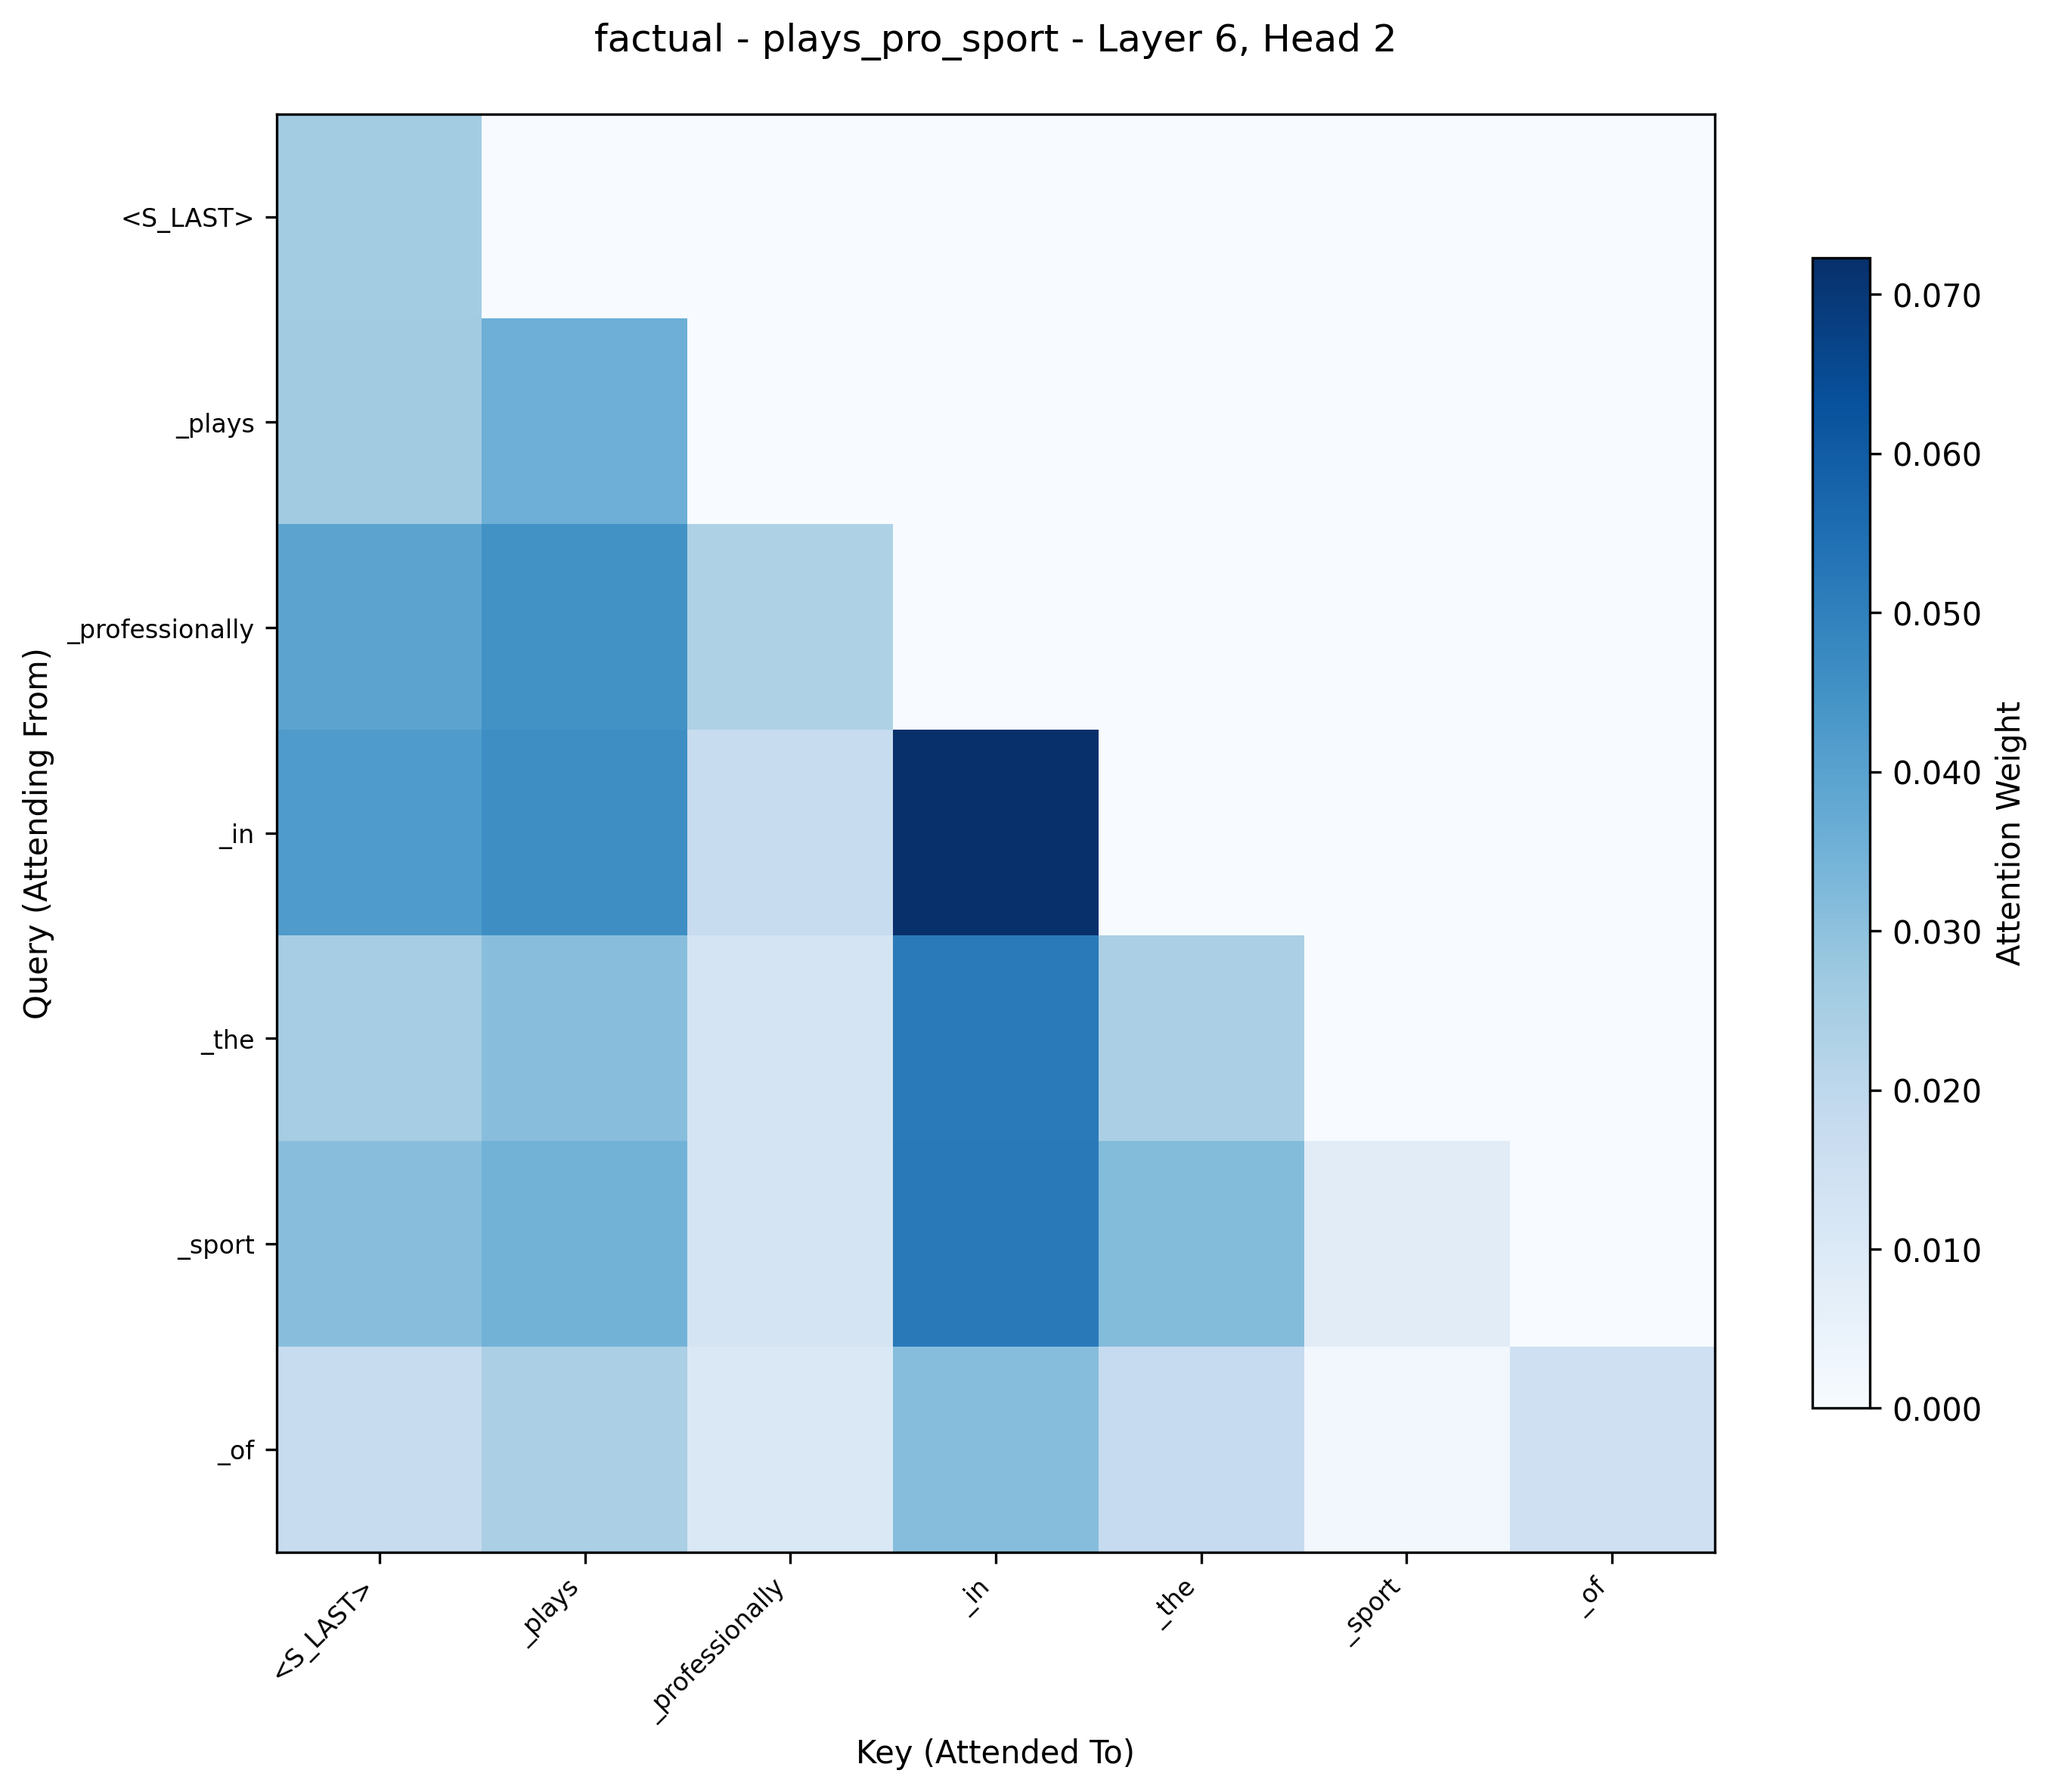 factual - plays_pro_sport - Layer 6, Head 2
Query (Attending From)
<S_LAST>
_plays
_professionally
_in
_the
_sport
_of
<S_LAST>
_plays
_professionally
_in
_the
_sport
_of
Key (Attended To)
0.070
0.060
0.050
0.040
0.030
0.020
0.010
0.000
Attention Weight